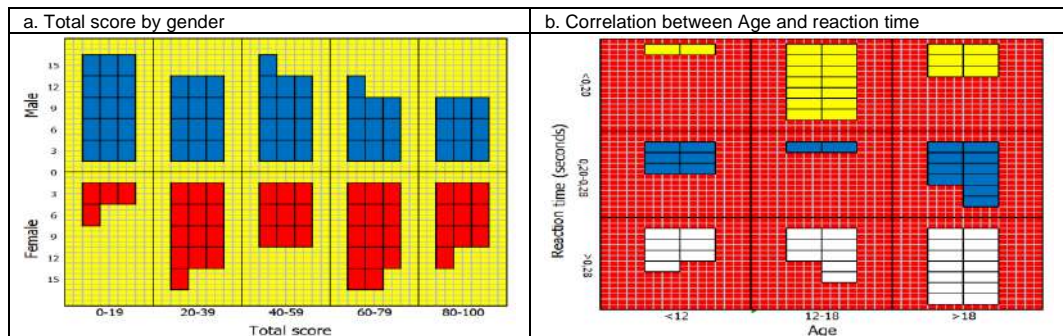 a. Total score by gender
b. Correlation between Age and reaction time
Male
15
12
9
6
3
0
Female
3
6
9
12
15
0-19 20-39 40-59 60-79 80-100
Total score
Reaction time (seconds)
<0,20
0,20-0,28
>0,28
<12 12-18 >18
Age